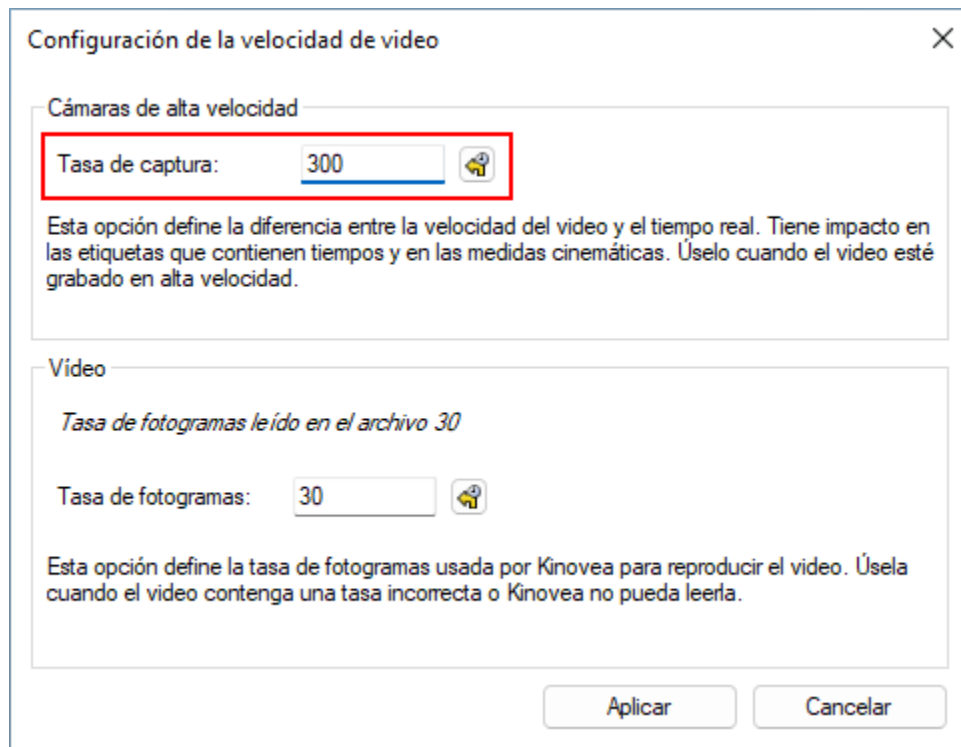 Configuración de la velocidad de video
Cámaras de alta velocidad
Tasa de captura: 300
Esta opción define la diferencia entre la velocidad del video y el tiempo real. Tiene impacto en
las etiquetas que contienen tiempos y en las medidas cinemáticas. Úselo cuando el video esté
grabado en alta velocidad.
Vídeo
Tasa de fotogramas leído en el archivo 30
Tasa de fotogramas: 30
Esta opción define la tasa de fotogramas usada por Kinovea para reproducir el video. Úsela
cuando el video contenga una tasa incorrecta o Kinovea no pueda leerla.
Aplicar Cancelar